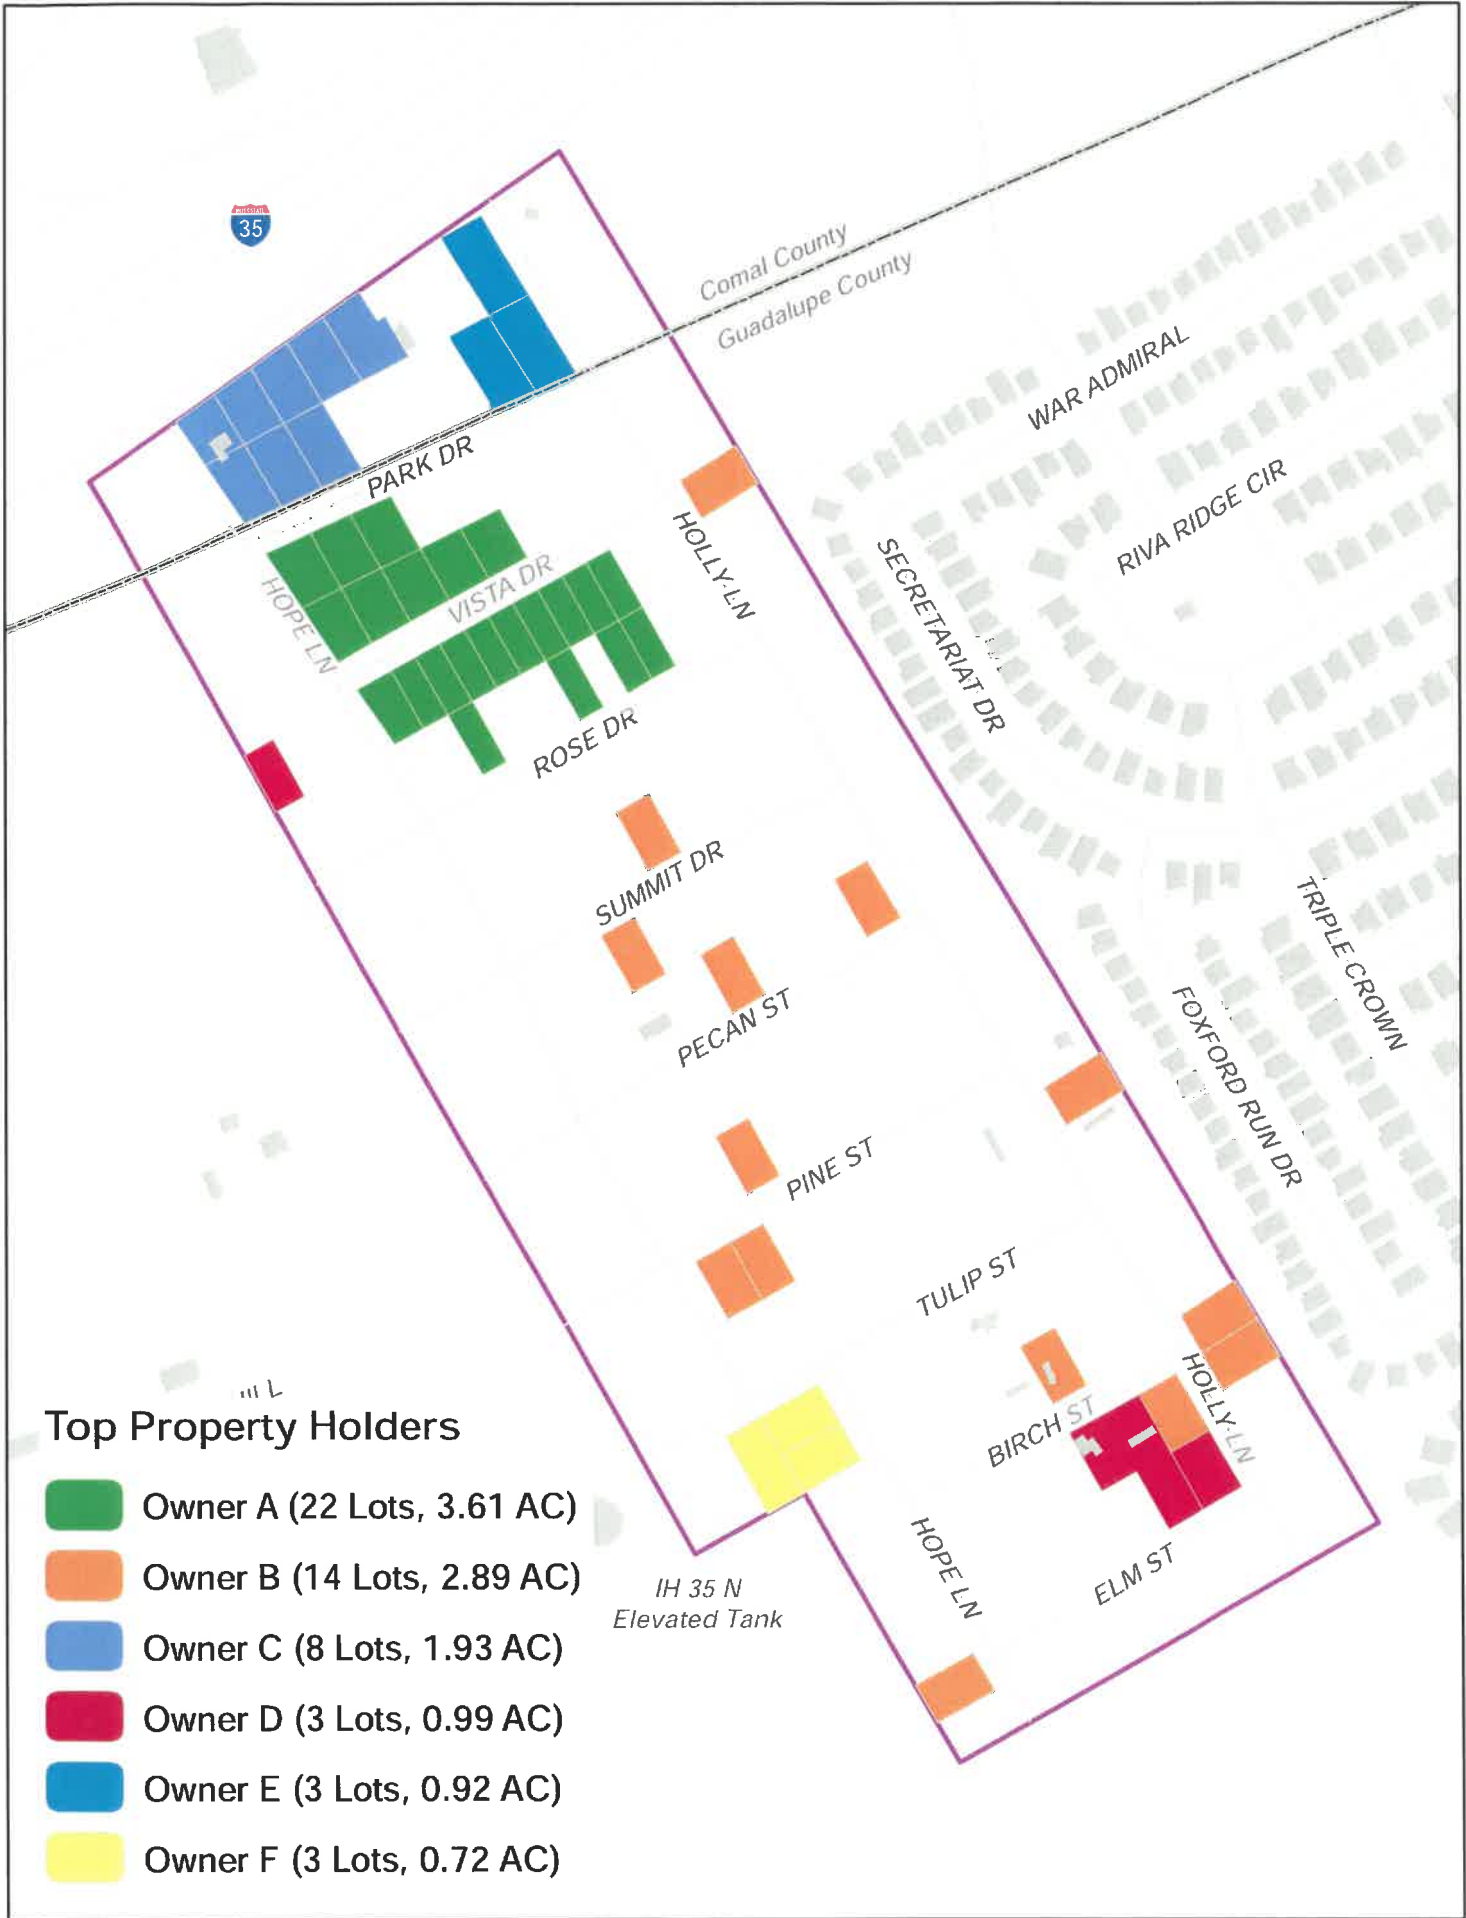 INTERSTATE
35
Comal County
Guadalupe County
WAR ADMIRAL
PARK DR
RIVA RIDGE CIR
HOLLY LN
SECRETARIAT DR
VISTA DR
HOPE LN
ROSE DR
SUMMIT DR
TRIPLE CROWN
PECAN ST
FOXFORD RUN DR
PINE ST
TULIP ST
HOLLY LN
BIRCH ST
HOPE LN
ELM ST
IH 35 N
Elevated Tank
Top Property Holders
Owner A (22 Lots, 3.61 AC)
Owner B (14 Lots, 2.89 AC)
Owner C (8 Lots, 1.93 AC)
Owner D (3 Lots, 0.99 AC)
Owner E (3 Lots, 0.92 AC)
Owner F (3 Lots, 0.72 AC)